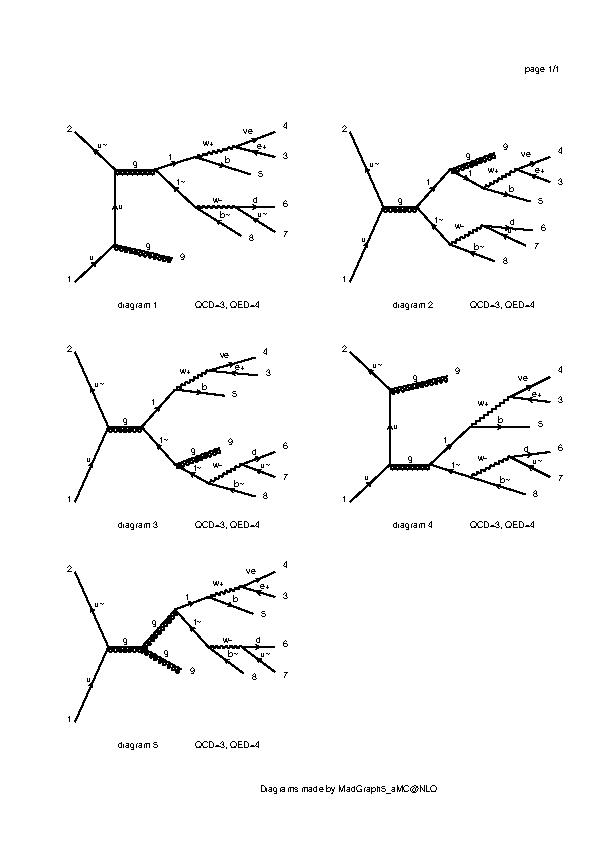 page 1/1
2 u~ g t w+ ve 4
e+ 3
b 5
u t~ w- d 6
b~ u~ 7
8
u g 9
1
diagram 1 QCD=3, QED=4
2 u~ g 9
ve 4
t w+ e+ 3
b 5
g t
t~ w- d 6
u~ 7
u b~ 8
1
diagram 2 QCD=3, QED=4
2 u~ w+ ve 4
e+ 3
t b 5
g
t~ g 9
t~ w- d 6
u~ 7
u b~ 8
1
diagram 3 QCD=3, QED=4
2 u~ g 9
w+ ve 4
e+ 3
u t b 5
g t~ w- d 6
u~ 7
u b~ 8
1
diagram 4 QCD=3, QED=4
2 u~ t w+ ve 4
e+ 3
b 5
g g t~ w- d 6
b~ u~ 7
g 9 8
u
1
diagram 5 QCD=3, QED=4
Diagrams made by MadGraph5_aMC@NLO